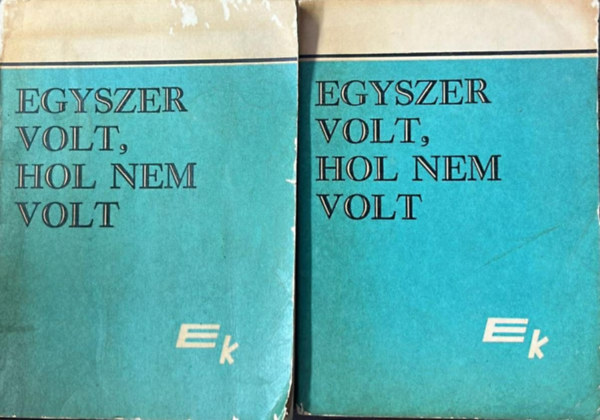 EGYSZER
VOLT,
HOL NEM
VOLT
Ek
EGYSZER
VOLT,
HOL NEM
VOLT
Ek